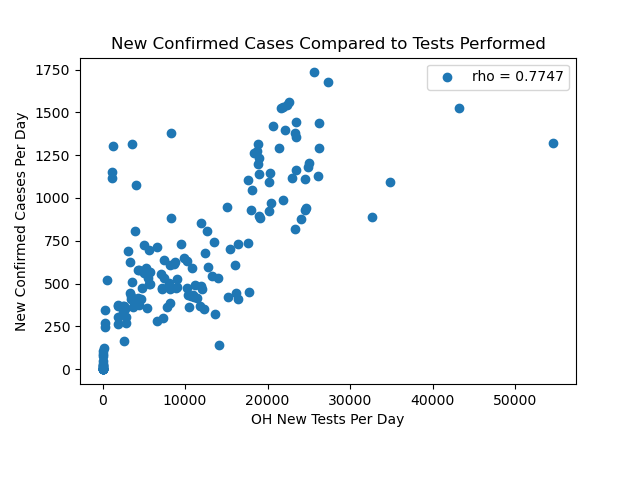 New Confirmed Cases Compared to Tests Performed
rho = 0.7747
1750
1500
1250
1000
750
500
250
0
New Confirmed Caeses Per Day
0 10000 20000 30000 40000 50000
OH New Tests Per Day